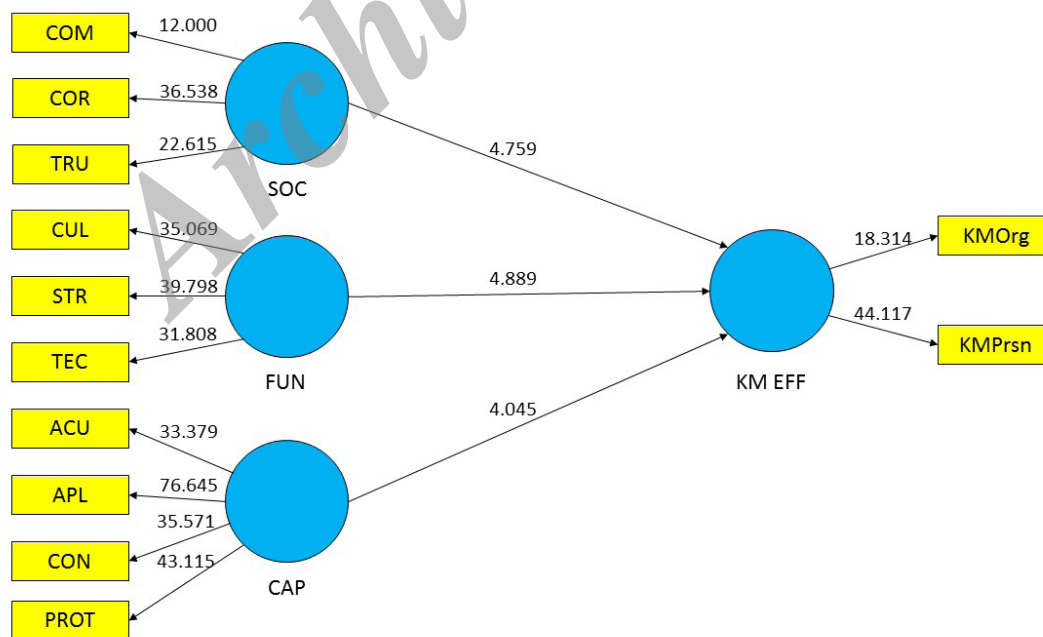 COM
12.000
COR
36.538
TRU
22.615
SOC
4.759
CUL
35.069
STR
39.798
TEC
31.808
FUN
4.889
ACU
33.379
APL
76.645
CON
35.571
PROT
43.115
CAP
4.045
KM EFF
18.314
KMOrg
44.117
KMPrsn